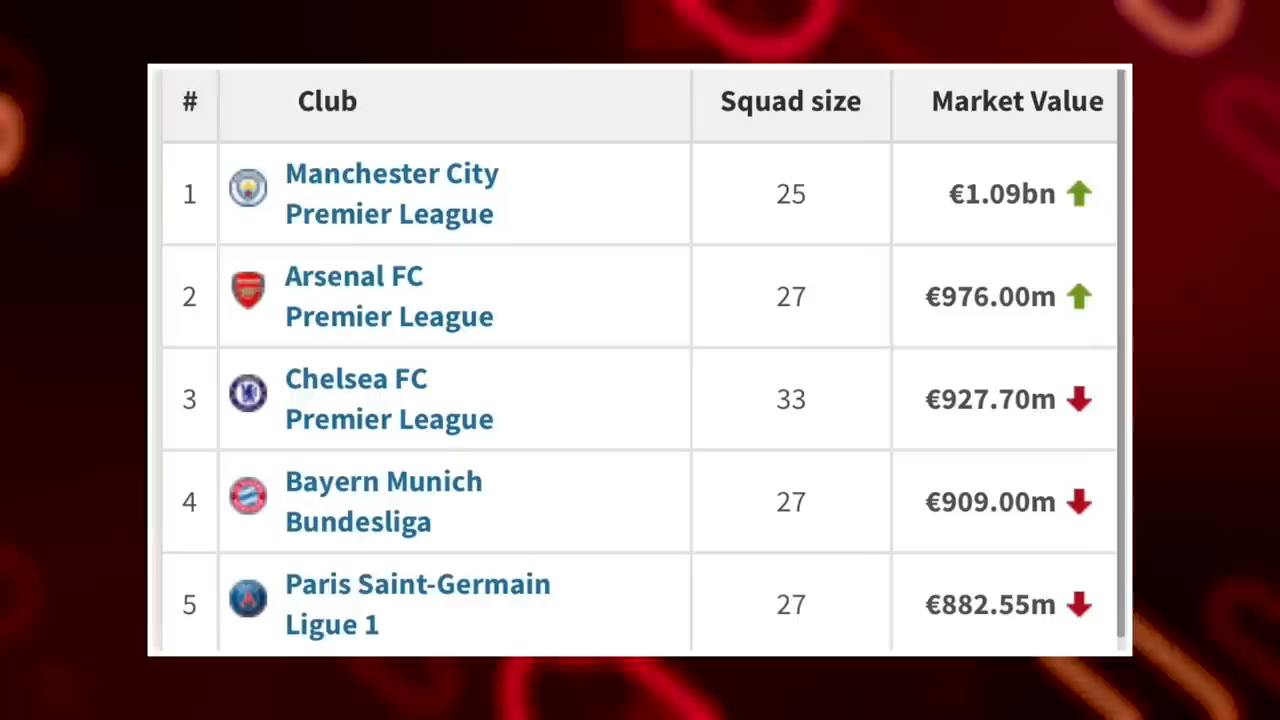 # Club Squad size Market Value
1 Manchester City Premier League 25 €1.09bn
2 Arsenal FC Premier League 27 €976.00m
3 Chelsea FC Premier League 33 €927.70m
4 Bayern Munich Bundesliga 27 €909.00m
5 Paris Saint-Germain Ligue 1 27 €882.55m